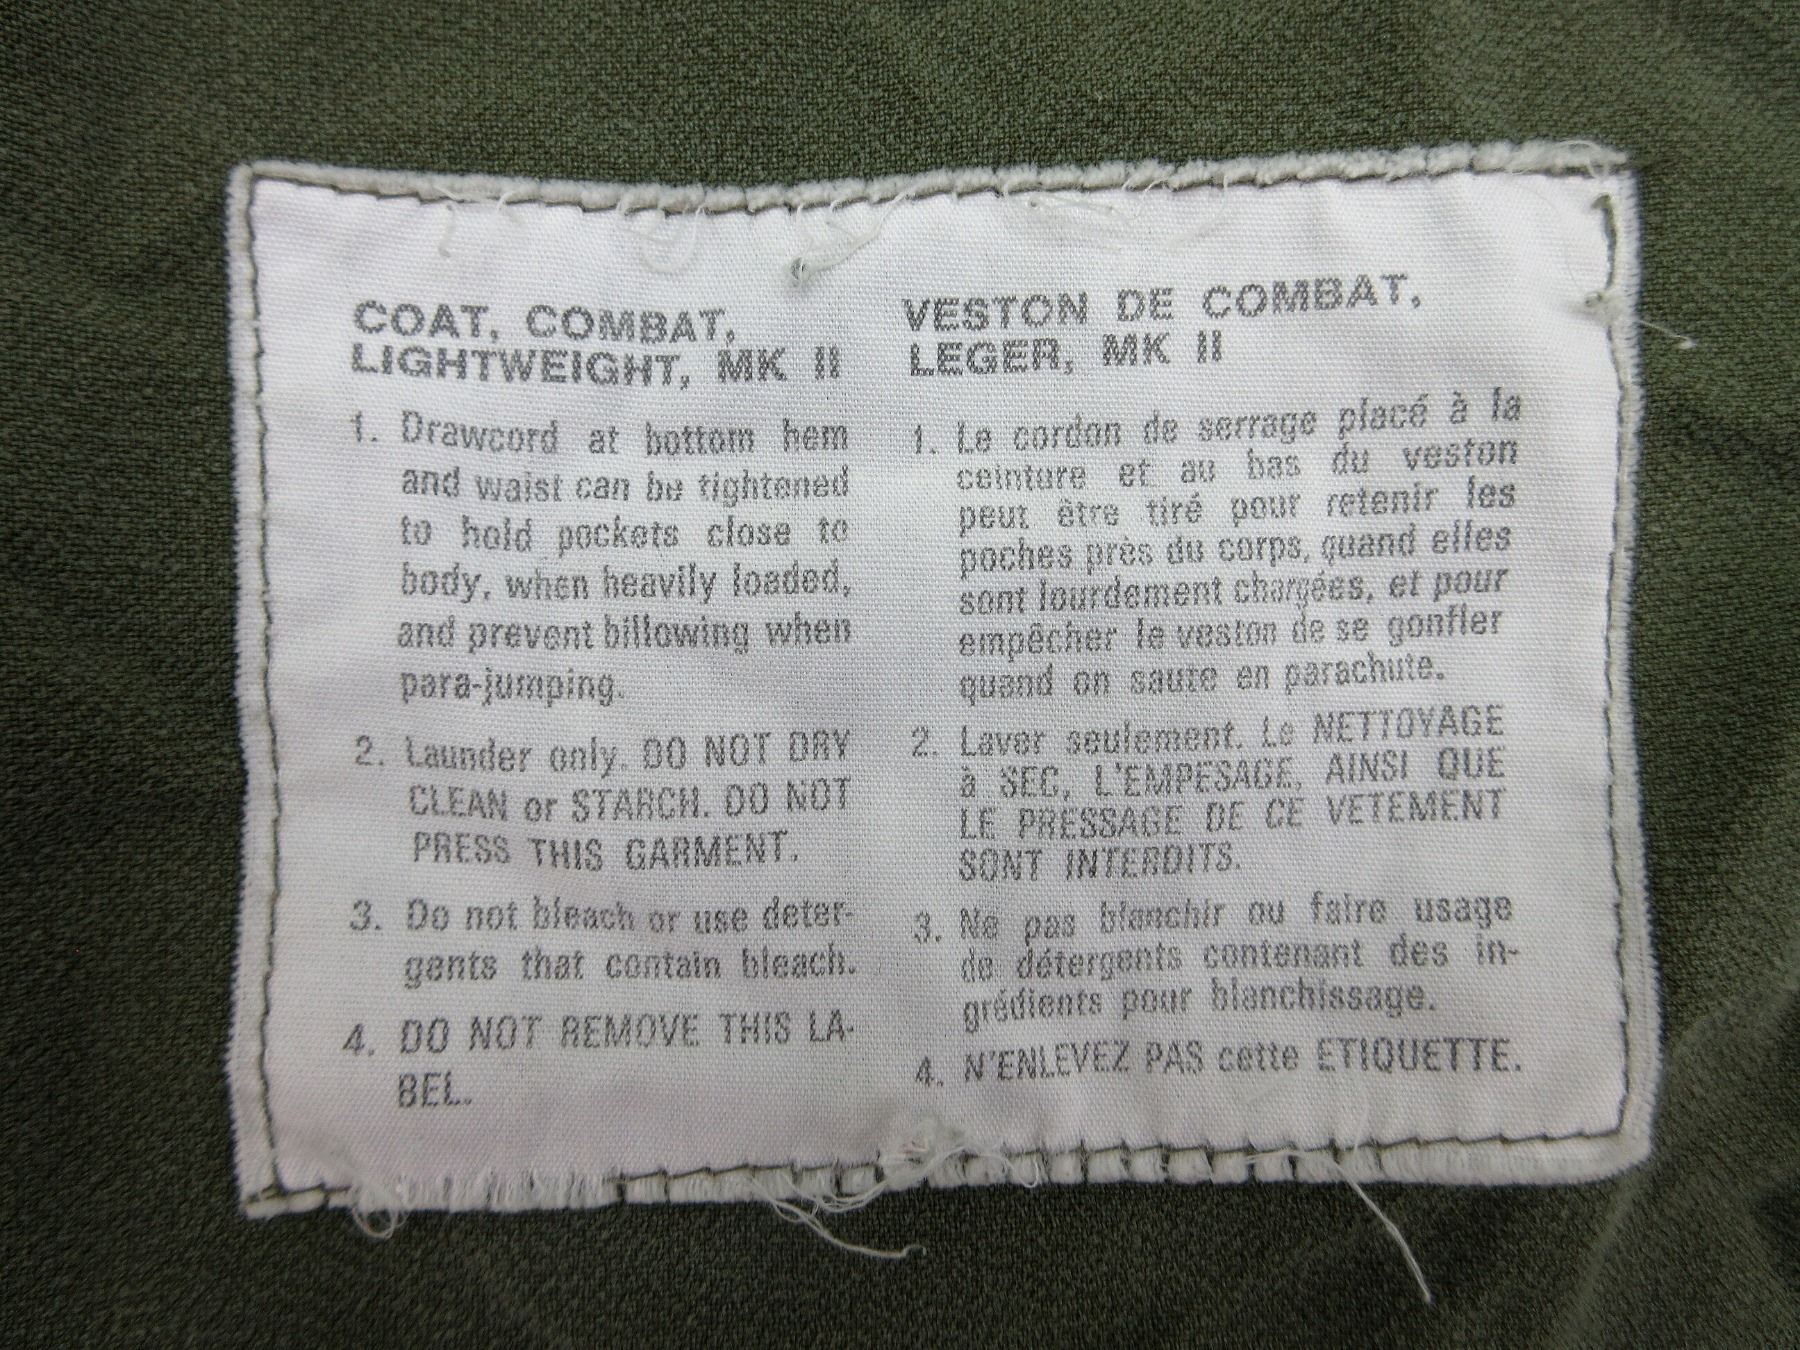 COAT, COMBAT,
LIGHTWEIGHT, MK II
1. Drawcord at bottom hem
and waist can be tightened
to hold pockets close to
body, when heavily loaded,
and prevent billowing when
para-jumping.
2. Launder only. DO NOT DRY
CLEAN or STARCH. DO NOT
PRESS THIS GARMENT.
3. Do not bleach or use deter-
gents that contain bleach.
4. DO NOT REMOVE THIS LA-
BEL.
VESTON DE COMBAT,
LEGER, MK II
1. Le cordon de serrage placé à la
ceinture et au bas du veston
peut être tiré pour retenir les
poches près du corps, quand elles
sont lourdement chargées, et pour
empêcher le veston de se gonfler
quand on saute en parachute.
2. Laver seulement. Le NETTOYAGE
à SEC, L'EMPESAGE, AINSI QUE
LE PRESSAGE DE CE VETEMENT
SONT INTERDITS.
3. Ne pas blanchir ou faire usage
de détergents contenant des in-
grédients pour blanchissage.
4. N'ENLEVEZ PAS cette ETIQUETTE.